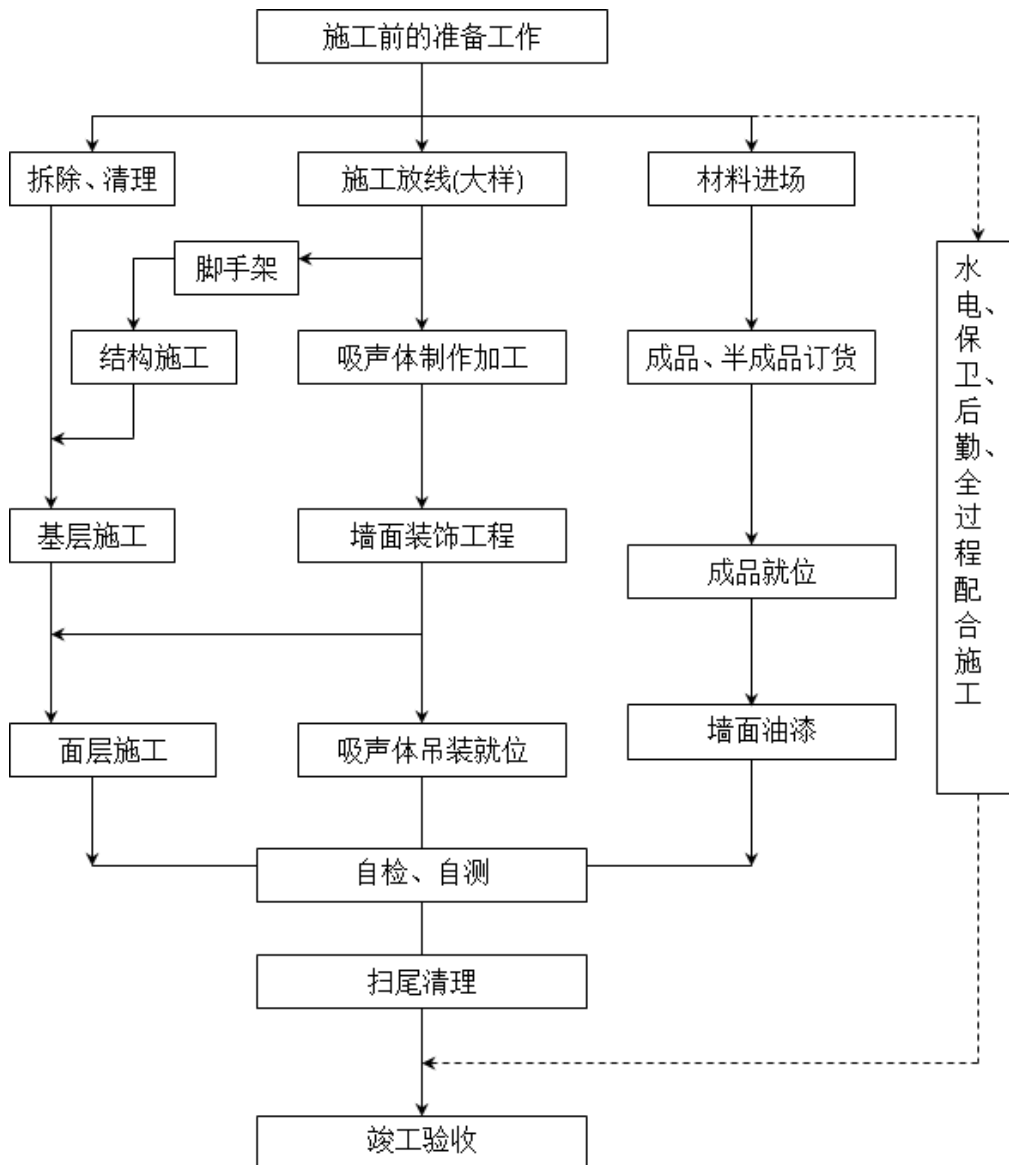 施工前的准备工作
拆除、清理
施工放线(大样)
材料进场
脚手架
结构施工
吸声体制作加工
成品、半成品订货
水电、保卫、后勤、全过程配合施工
基层施工
墙面装饰工程
成品就位
面层施工
吸声体吊装就位
墙面油漆
自检、自测
扫尾清理
竣工验收